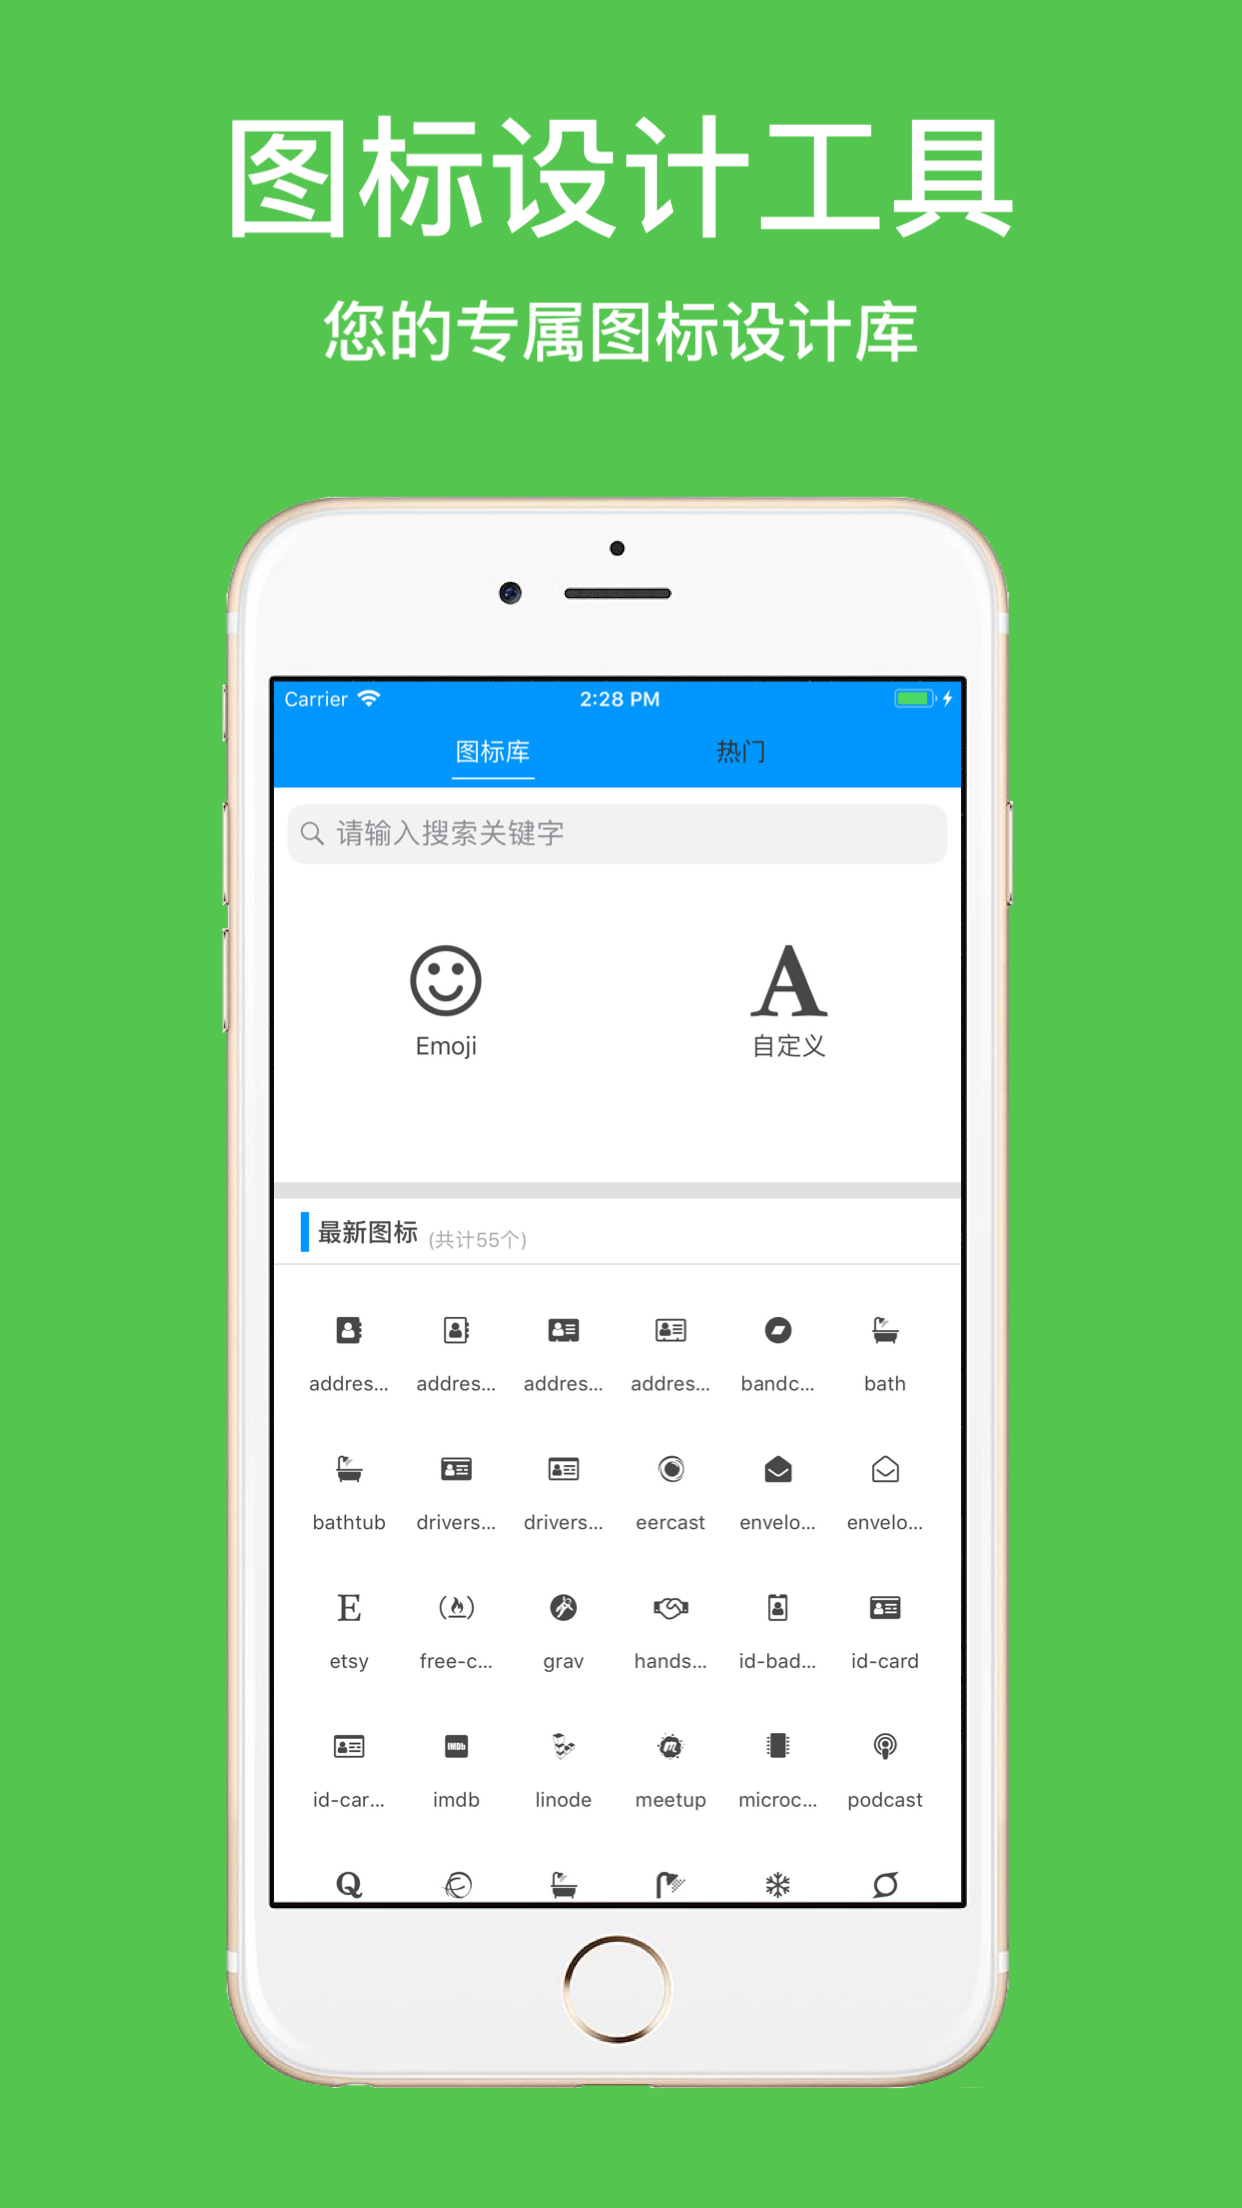 图标设计工具
您的专属图标设计库
Carrier 2:28 PM
图标库 热门
请输入搜索关键字
A
Emoji 自定义
最新图标 (共计55个)
addres... addres... addres... addres... bandc... bath
bathtub drivers... drivers... eercast envelo... envelo...
E
etsy free-c... grav hands... id-bad... id-card
IMDb m
id-car... imdb linode meetup microc... podcast
Q